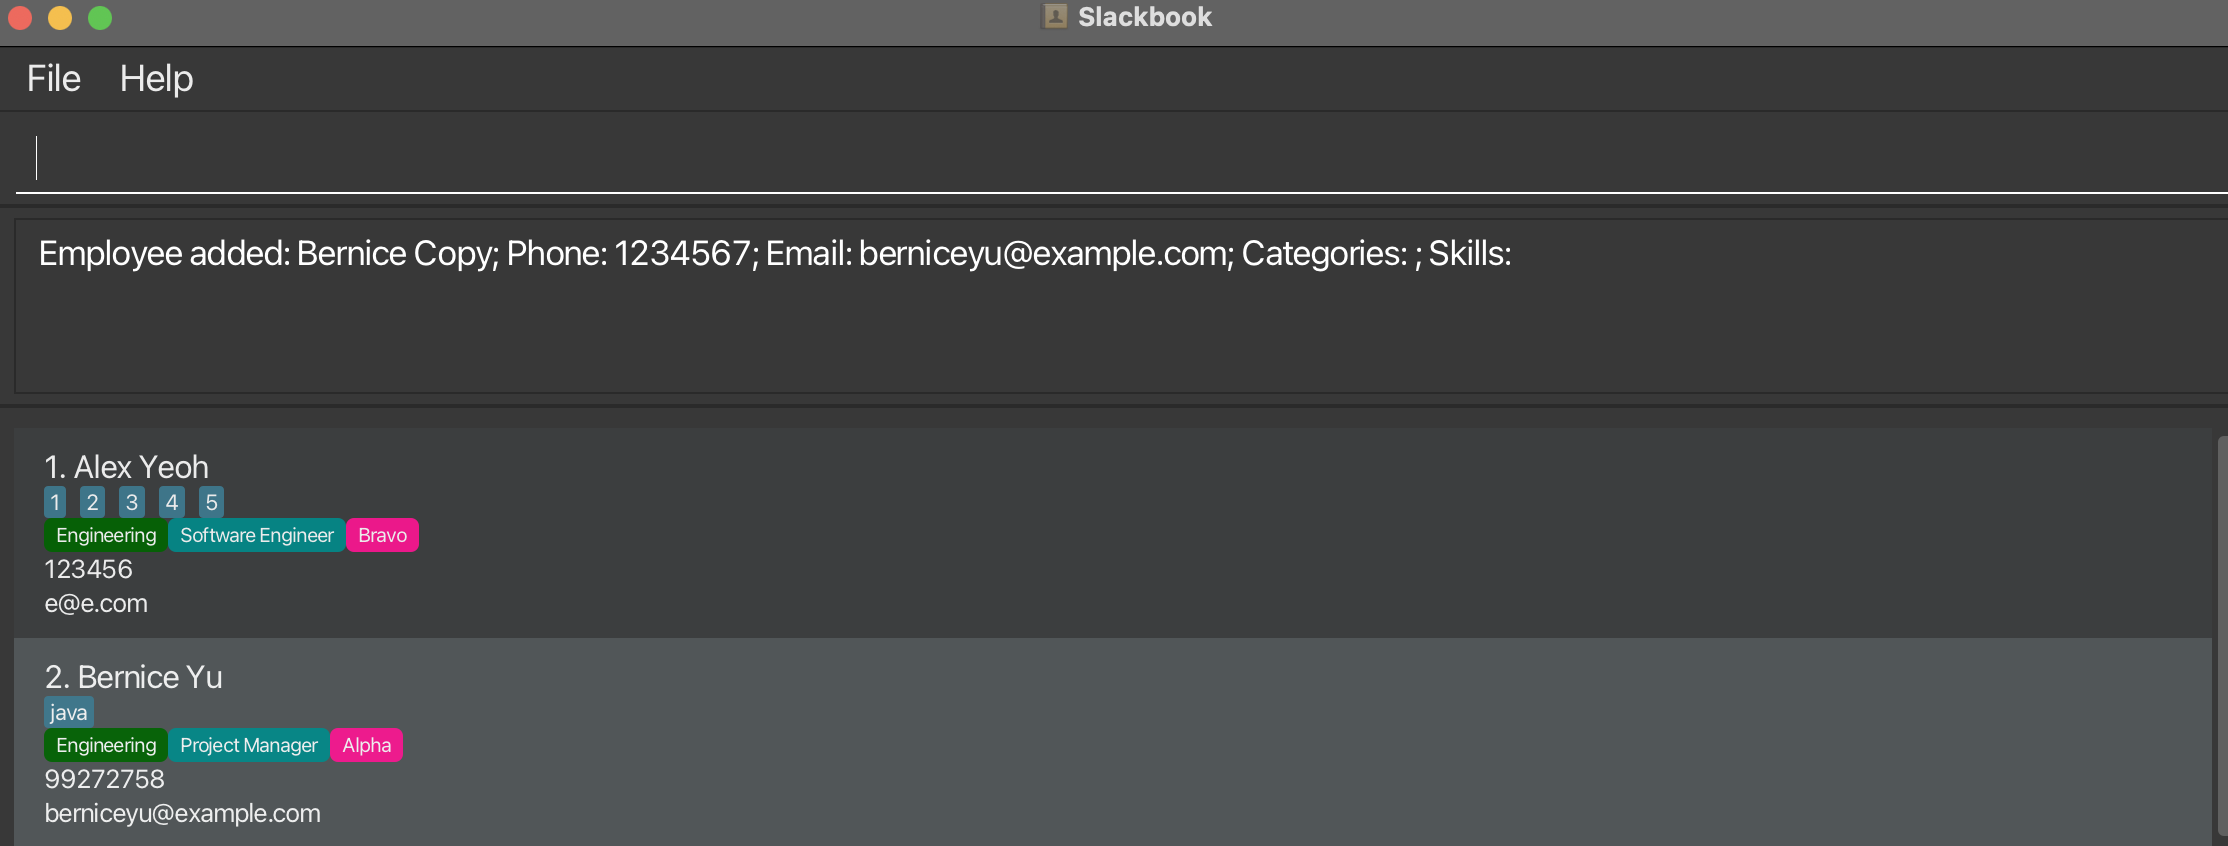 Slackbook
File Help
Employee added: Bernice Copy; Phone: 1234567; Email: berniceyu@example.com; Categories: ; Skills:
1. Alex Yeoh
1 2 3 4 5
Engineering Software Engineer Bravo
123456
e@e.com
2. Bernice Yu
java
Engineering Project Manager Alpha
99272758
berniceyu@example.com